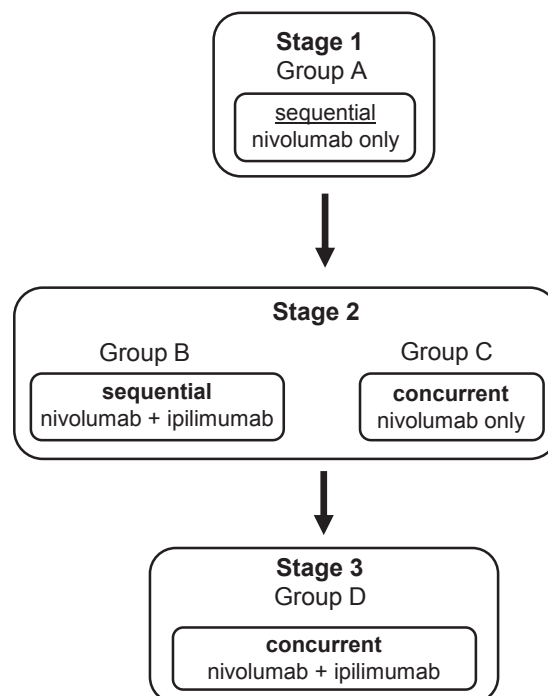 Stage 1
Group A
sequential
nivolumab only
Stage 2
Group B
sequential
nivolumab + ipilimumab
Group C
concurrent
nivolumab only
Stage 3
Group D
concurrent
nivolumab + ipilimumab